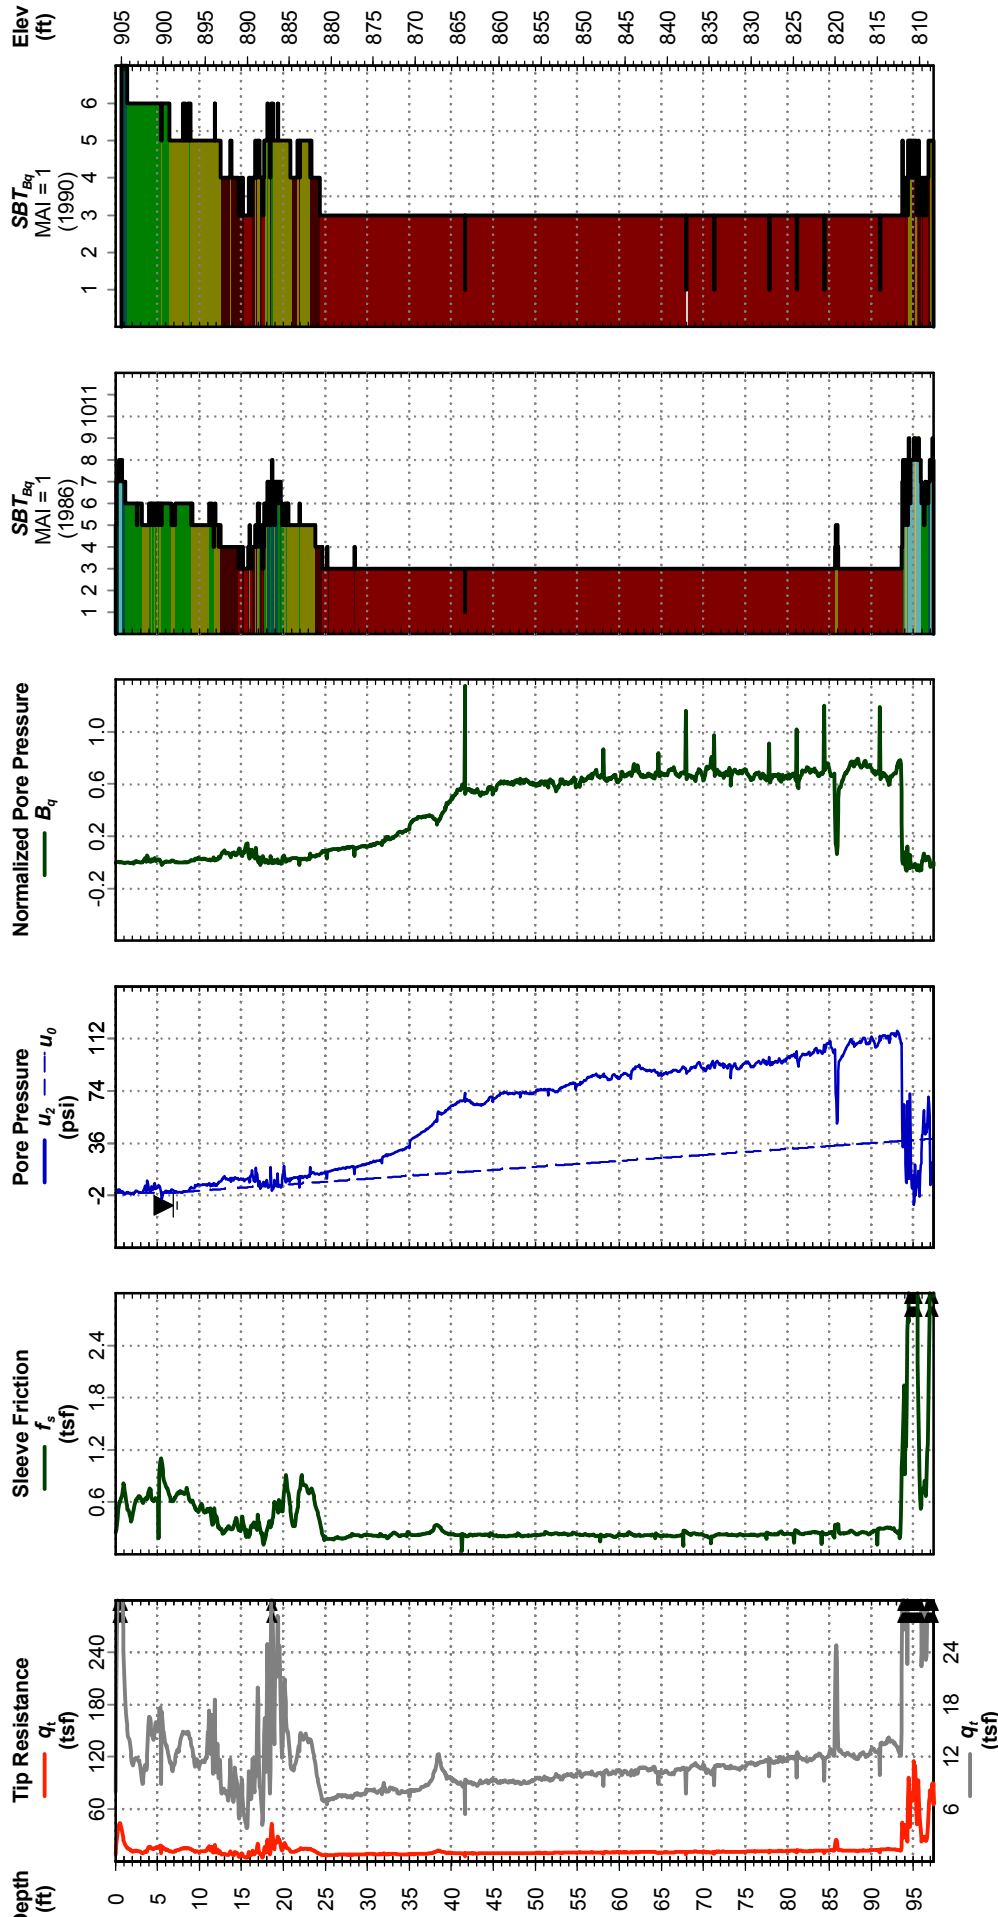 Depth
(ft)
Tip Resistance
qt
(tsf)
60 120 180 240
Sleeve Friction
fs
(tsf)
0.6 1.2 1.8 2.4
Pore Pressure
u2 u0
(psi)
-2 36 74 112
Normalized Pore Pressure
Bq
-0.2 0.2 0.6 1.0
SBTBq
MAI = 1
(1986)
1 2 3 4 5 6 7 8 9 10 11
SBTBq
MAI = 1
(1990)
1 2 3 4 5 6
Elev
(ft)
0
5
10
15
20
25
30
35
40
45
50
55
60
65
70
75
80
85
90
95
905
900
895
890
885
880
875
870
865
860
855
850
845
840
835
830
825
820
815
810
6 12 18 24
qt
(tsf)